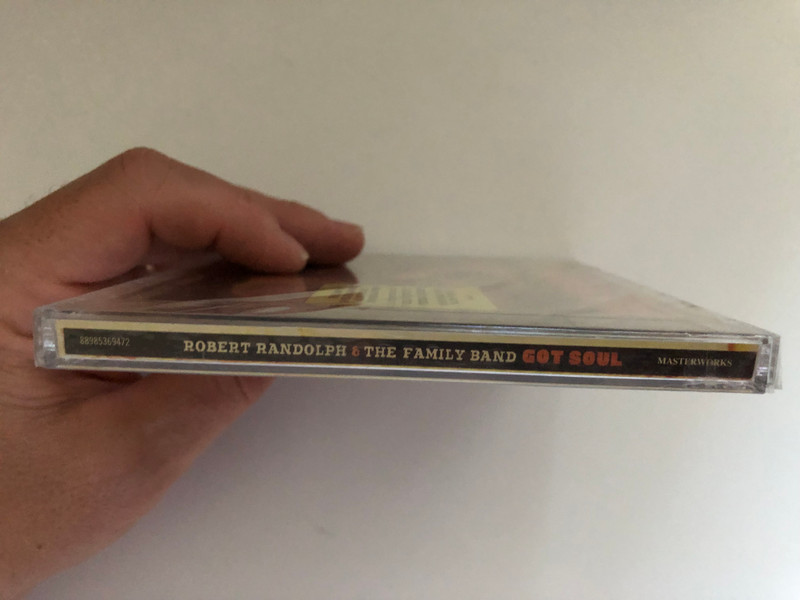 88985369472 ROBERT RANDOLPH & THE FAMILY BAND GOT SOUL MASTERWORKS